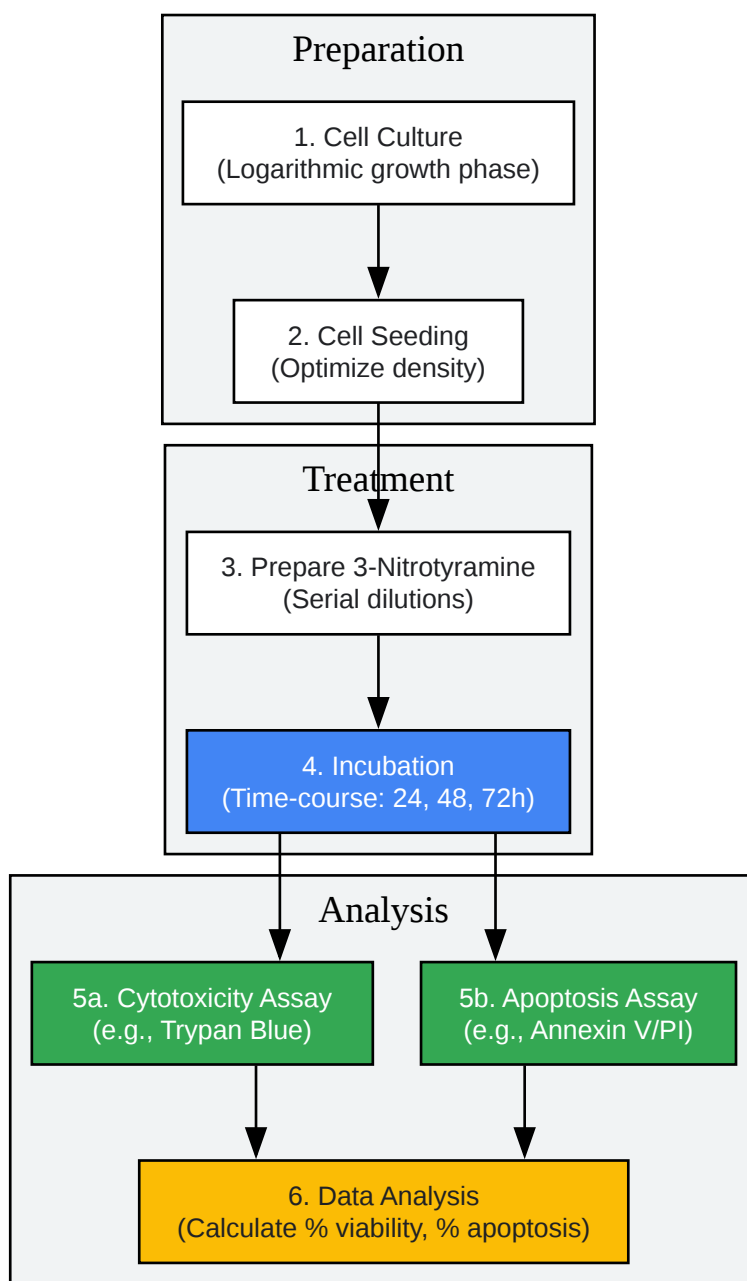 Preparation
1. Cell Culture
(Logarithmic growth phase)
2. Cell Seeding
(Optimize density)
Treatment
3. Prepare 3-Nitrotyramine
(Serial dilutions)
4. Incubation
(Time-course: 24, 48, 72h)
Analysis
5a. Cytotoxicity Assay
(e.g., Trypan Blue)
5b. Apoptosis Assay
(e.g., Annexin V/PI)
6. Data Analysis
(Calculate % viability, % apoptosis)